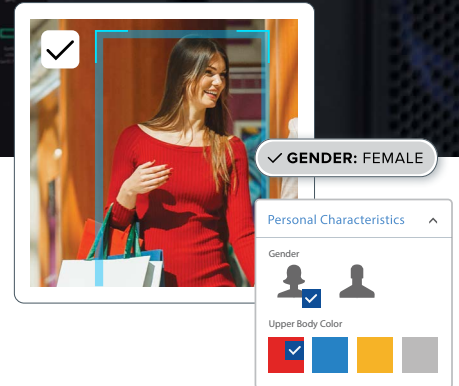 GENDER: FEMALE
Personal Characteristics
Gender
Upper Body Color